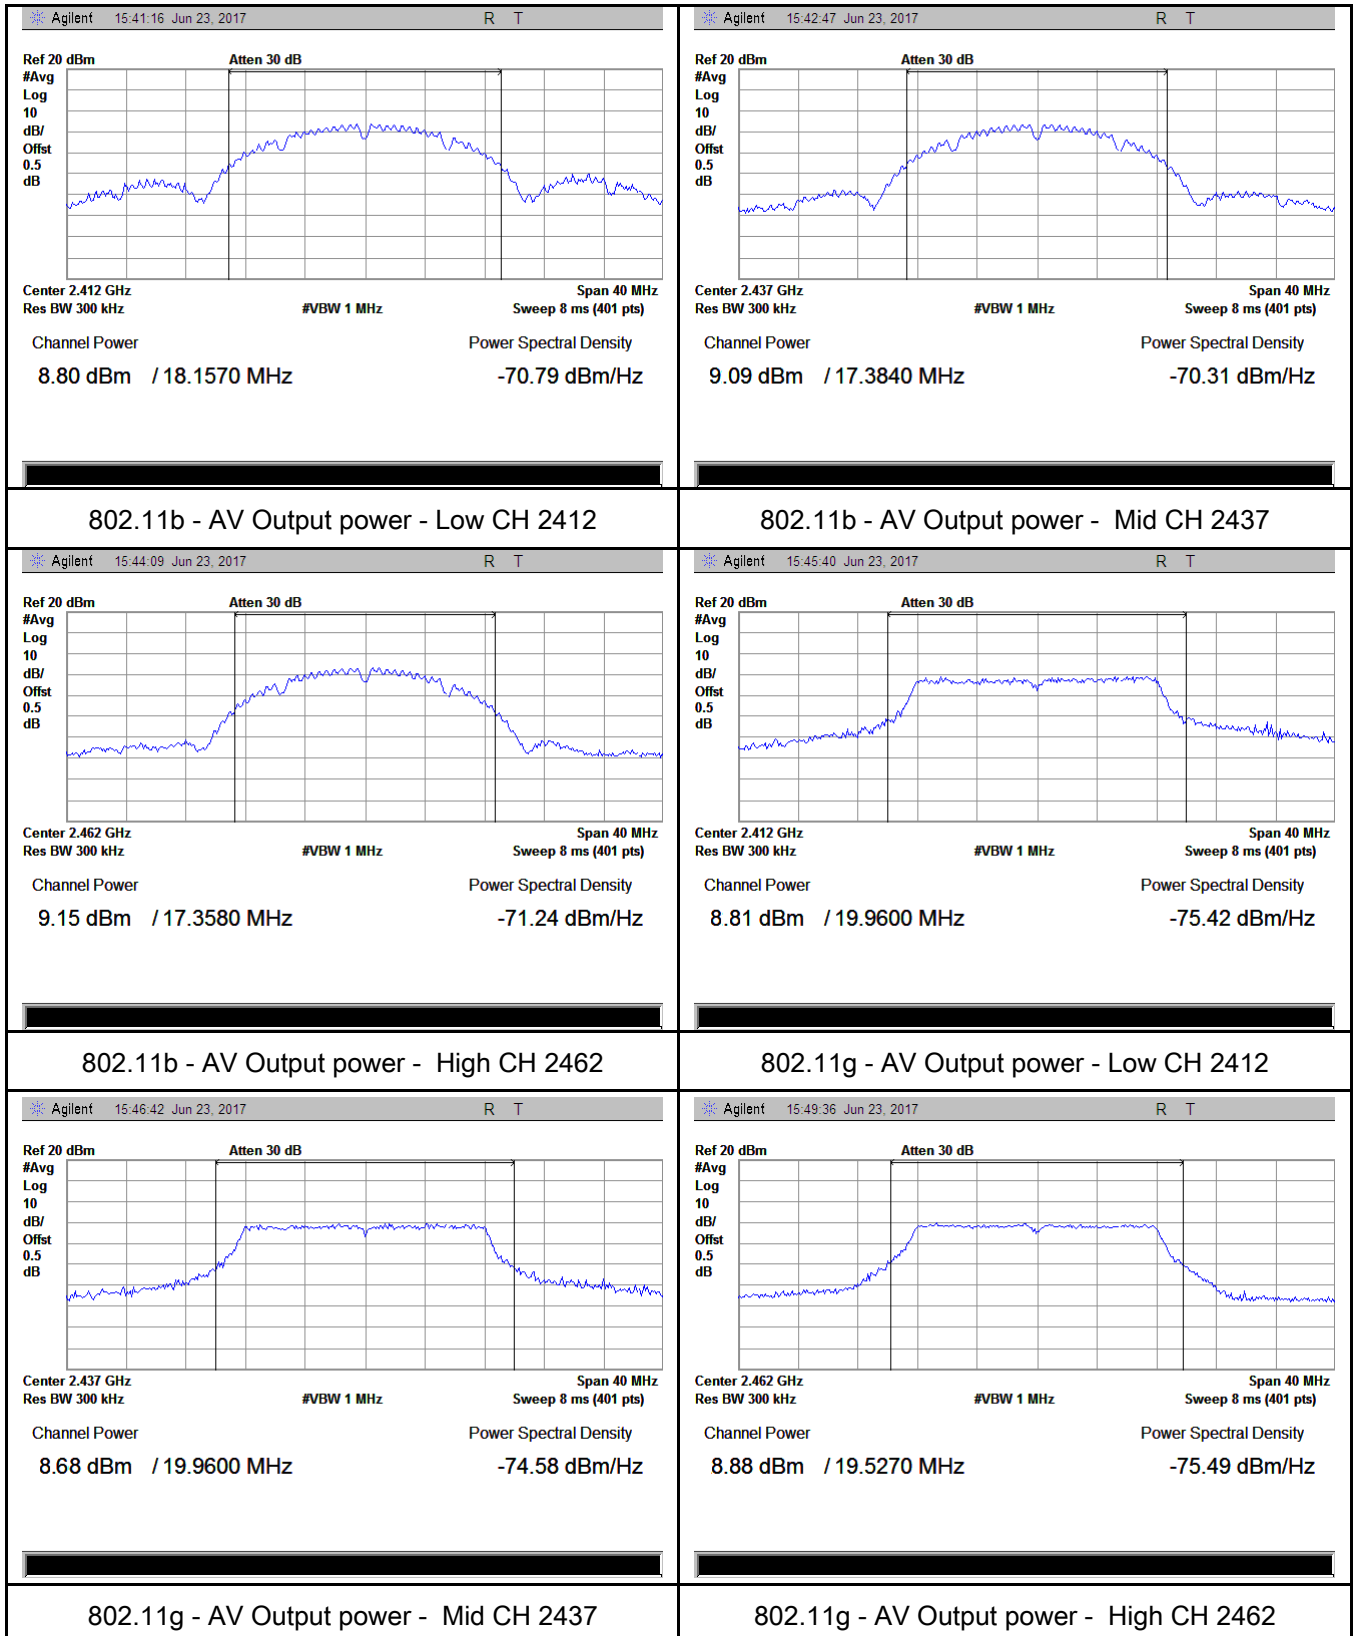 Agilent 15:41:16 Jun 23, 2017 R T
Ref 20 dBm Atten 30 dB
#Avg
Log
10
dB/
Offst
0.5
dB
Center 2.412 GHz Span 40 MHz
Res BW 300 kHz #VBW 1 MHz Sweep 8 ms (401 pts)
Channel Power Power Spectral Density
8.80 dBm / 18.1570 MHz -70.79 dBm/Hz
802.11b - AV Output power - Low CH 2412
Agilent 15:42:47 Jun 23, 2017 R T
Ref 20 dBm Atten 30 dB
#Avg
Log
10
dB/
Offst
0.5
dB
Center 2.437 GHz Span 40 MHz
Res BW 300 kHz #VBW 1 MHz Sweep 8 ms (401 pts)
Channel Power Power Spectral Density
9.09 dBm / 17.3840 MHz -70.31 dBm/Hz
802.11b - AV Output power - Mid CH 2437
Agilent 15:44:09 Jun 23, 2017 R T
Ref 20 dBm Atten 30 dB
#Avg
Log
10
dB/
Offst
0.5
dB
Center 2.462 GHz Span 40 MHz
Res BW 300 kHz #VBW 1 MHz Sweep 8 ms (401 pts)
Channel Power Power Spectral Density
9.15 dBm / 17.3580 MHz -71.24 dBm/Hz
802.11b - AV Output power - High CH 2462
Agilent 15:45:40 Jun 23, 2017 R T
Ref 20 dBm Atten 30 dB
#Avg
Log
10
dB/
Offst
0.5
dB
Center 2.412 GHz Span 40 MHz
Res BW 300 kHz #VBW 1 MHz Sweep 8 ms (401 pts)
Channel Power Power Spectral Density
8.81 dBm / 19.9600 MHz -75.42 dBm/Hz
802.11g - AV Output power - Low CH 2412
Agilent 15:46:42 Jun 23, 2017 R T
Ref 20 dBm Atten 30 dB
#Avg
Log
10
dB/
Offst
0.5
dB
Center 2.437 GHz Span 40 MHz
Res BW 300 kHz #VBW 1 MHz Sweep 8 ms (401 pts)
Channel Power Power Spectral Density
8.68 dBm / 19.9600 MHz -74.58 dBm/Hz
802.11g - AV Output power - Mid CH 2437
Agilent 15:49:36 Jun 23, 2017 R T
Ref 20 dBm Atten 30 dB
#Avg
Log
10
dB/
Offst
0.5
dB
Center 2.462 GHz Span 40 MHz
Res BW 300 kHz #VBW 1 MHz Sweep 8 ms (401 pts)
Channel Power Power Spectral Density
8.88 dBm / 19.5270 MHz -75.49 dBm/Hz
802.11g - AV Output power - High CH 2462